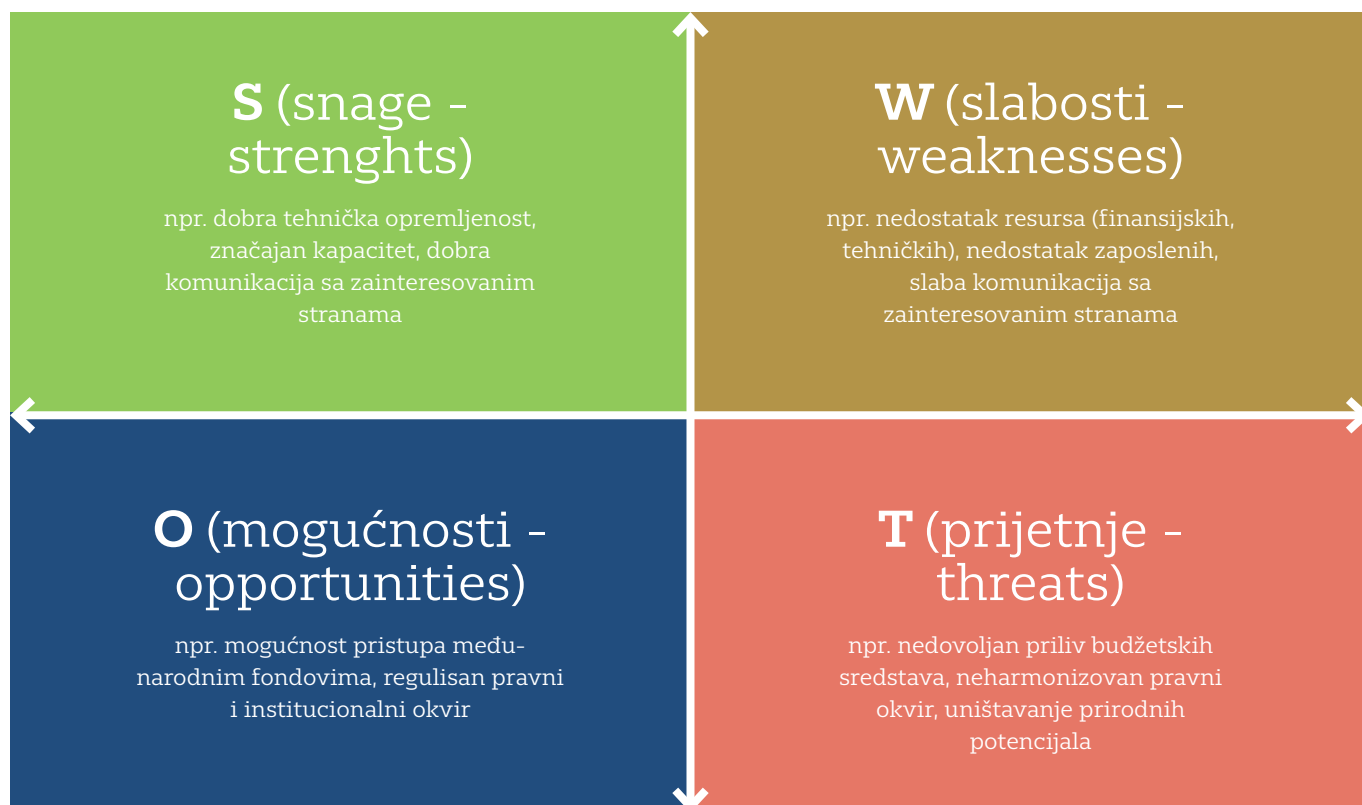 S (snage -
strenghts)
npr. dobra tehnička opremljenost,
značajan kapacitet, dobra
komunikacija sa zainteresovanim
stranama
W (slabosti -
weaknesses)
npr. nedostatak resursa (finansijskih,
tehničkih), nedostatak zaposlenih,
slaba komunikacija sa
zainteresovanim stranama
O (mogućnosti -
opportunities)
npr. mogućnost pristupa među-
narodnim fondovima, regulisan pravni
i institucionalni okvir
T (prijetnje -
threats)
npr. nedovoljan priliv budžetskih
sredstava, neharmonizovan pravni
okvir, uništavanje prirodnih
potencijala